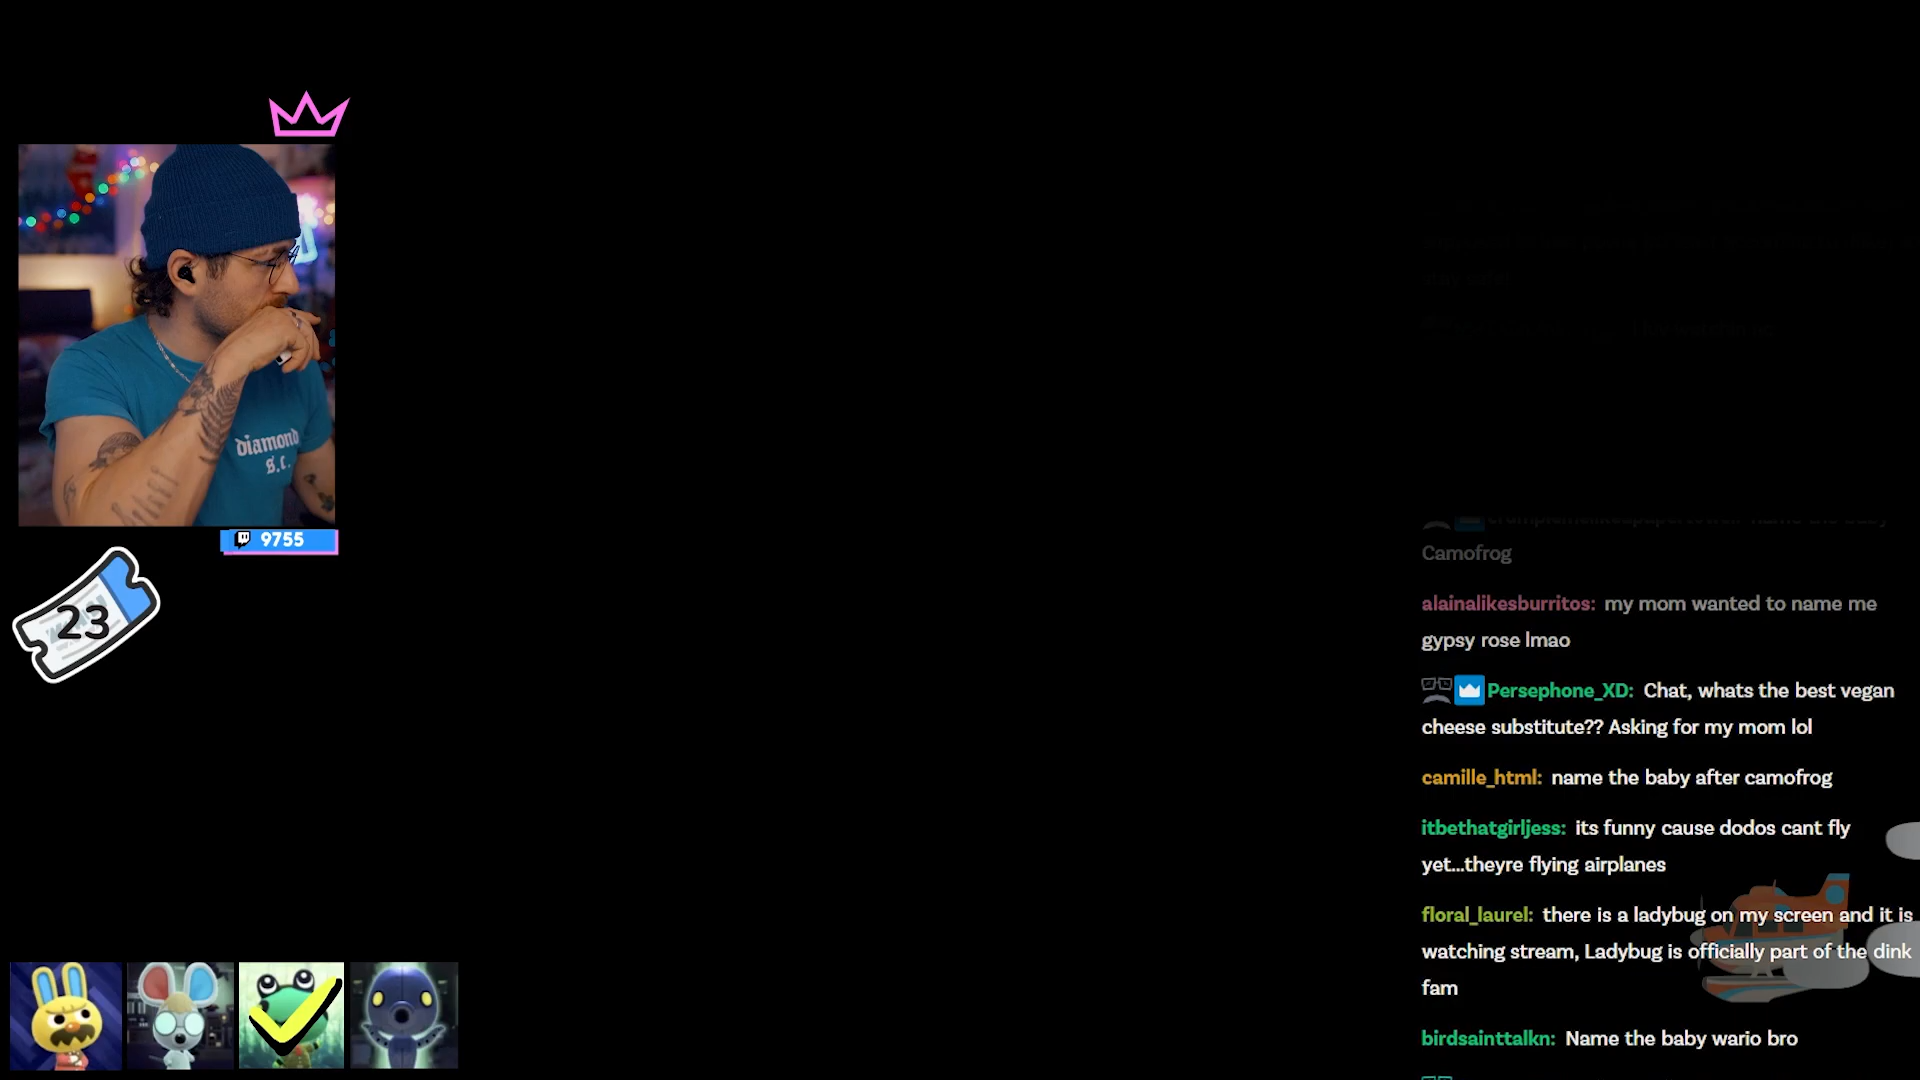 diamond
s.c.
9755
23
Camofrog
alainalikesburritos: my mom wanted to name me
gypsy rose lmao
Persephone_XD: Chat, whats the best vegan
cheese substitute?? Asking for my mom lol
camille_html: name the baby after camofrog
itbethatgirljess: its funny cause dodos cant fly
yet...theyre flying airplanes
floral_laurel: there is a ladybug on my screen and it is
watching stream, Ladybug is officially part of the dink
fam
birdsainttalkn: Name the baby wario bro